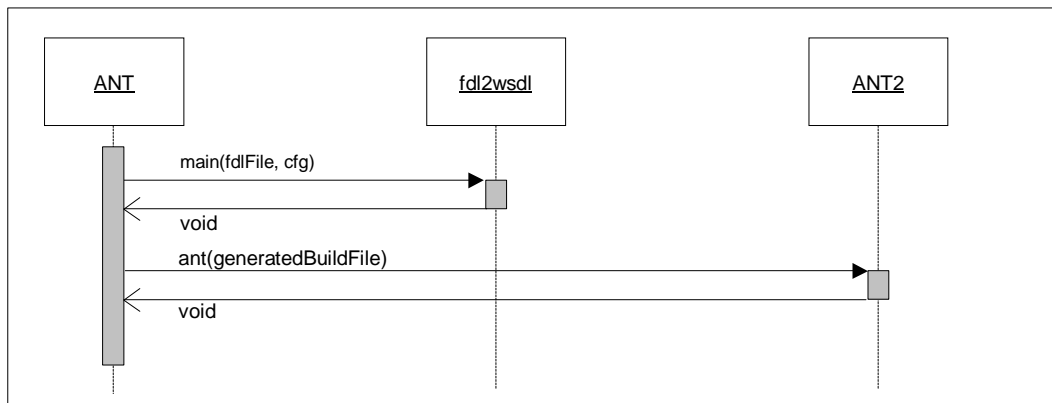 ANT
fdl2wsdl
ANT2
main(fdlFile, cfg)
void
ant(generatedBuildFile)
void